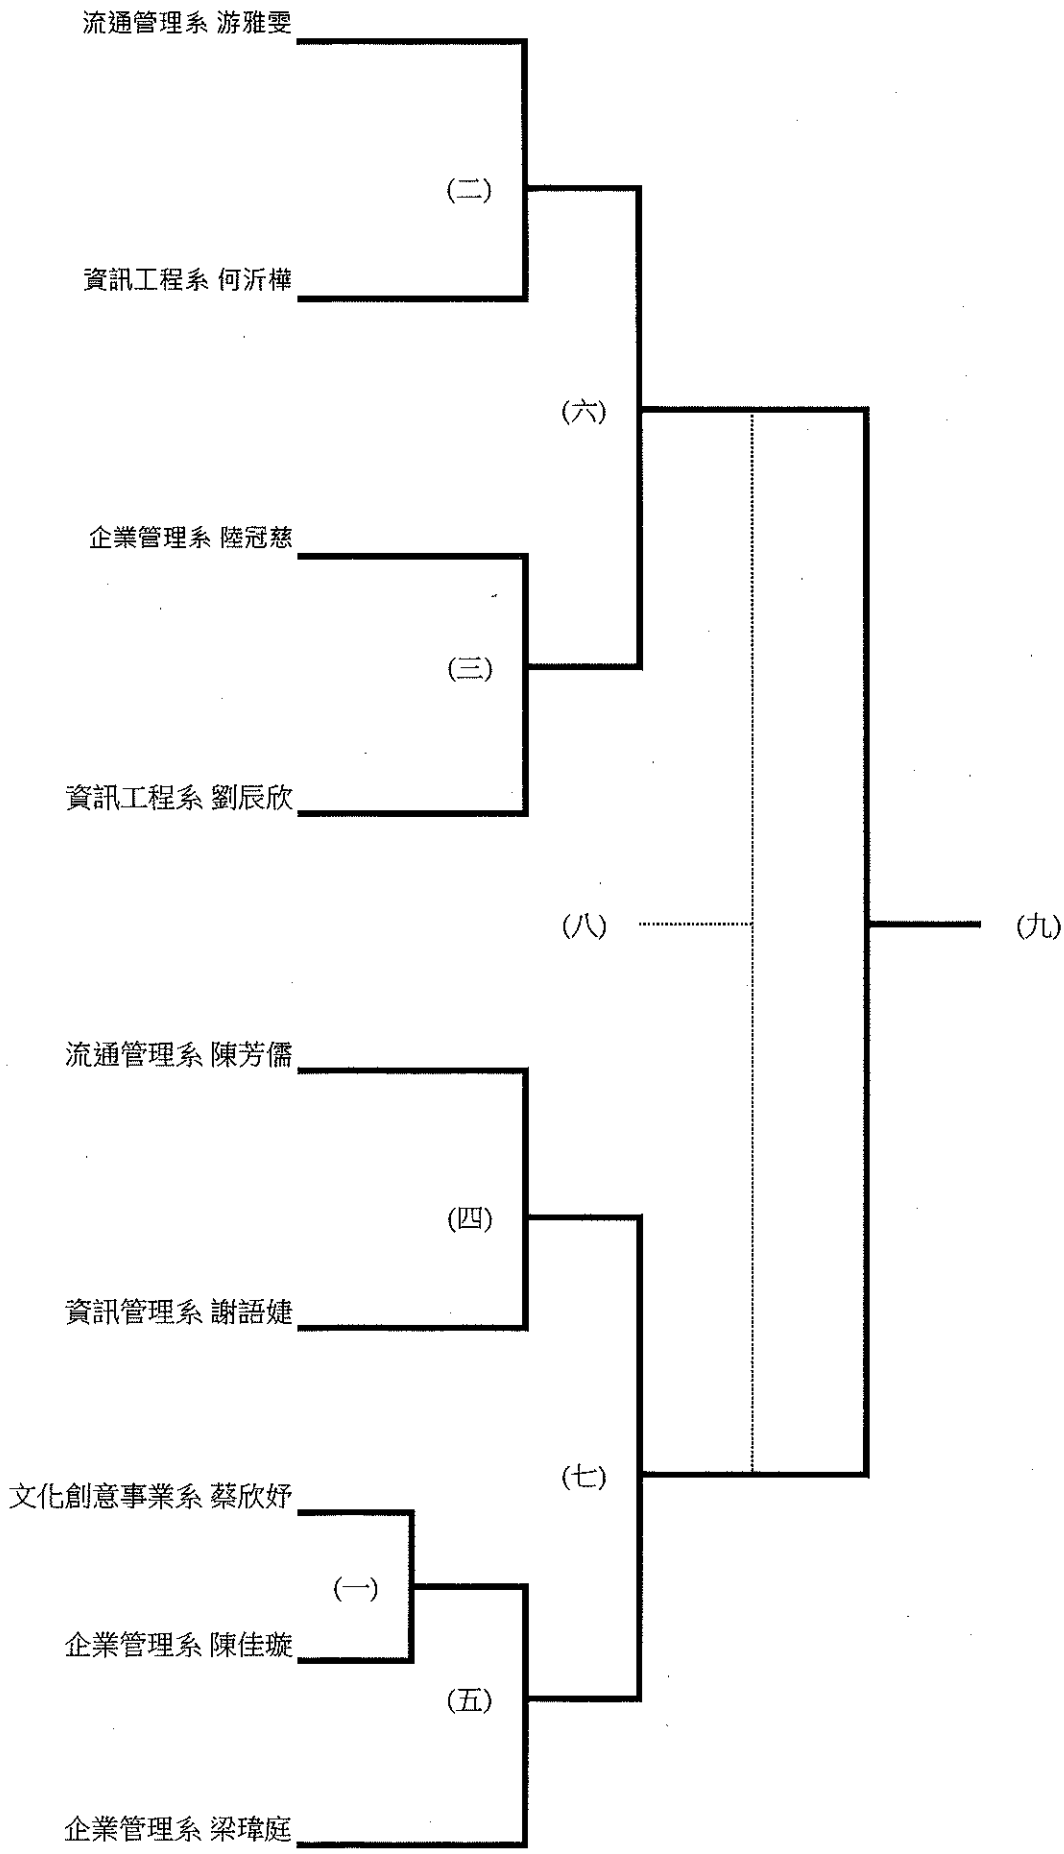 流通管理系 游雅雯
(二)
資訊工程系 何沂樺
(六)
企業管理系 陸冠慈
(三)
資訊工程系 劉辰欣
(八)
(九)
流通管理系 陳芳儒
(四)
資訊管理系 謝語婕
(七)
文化創意事業系 蔡欣妤
(一)
企業管理系 陳佳璇
(五)
企業管理系 梁瑋庭